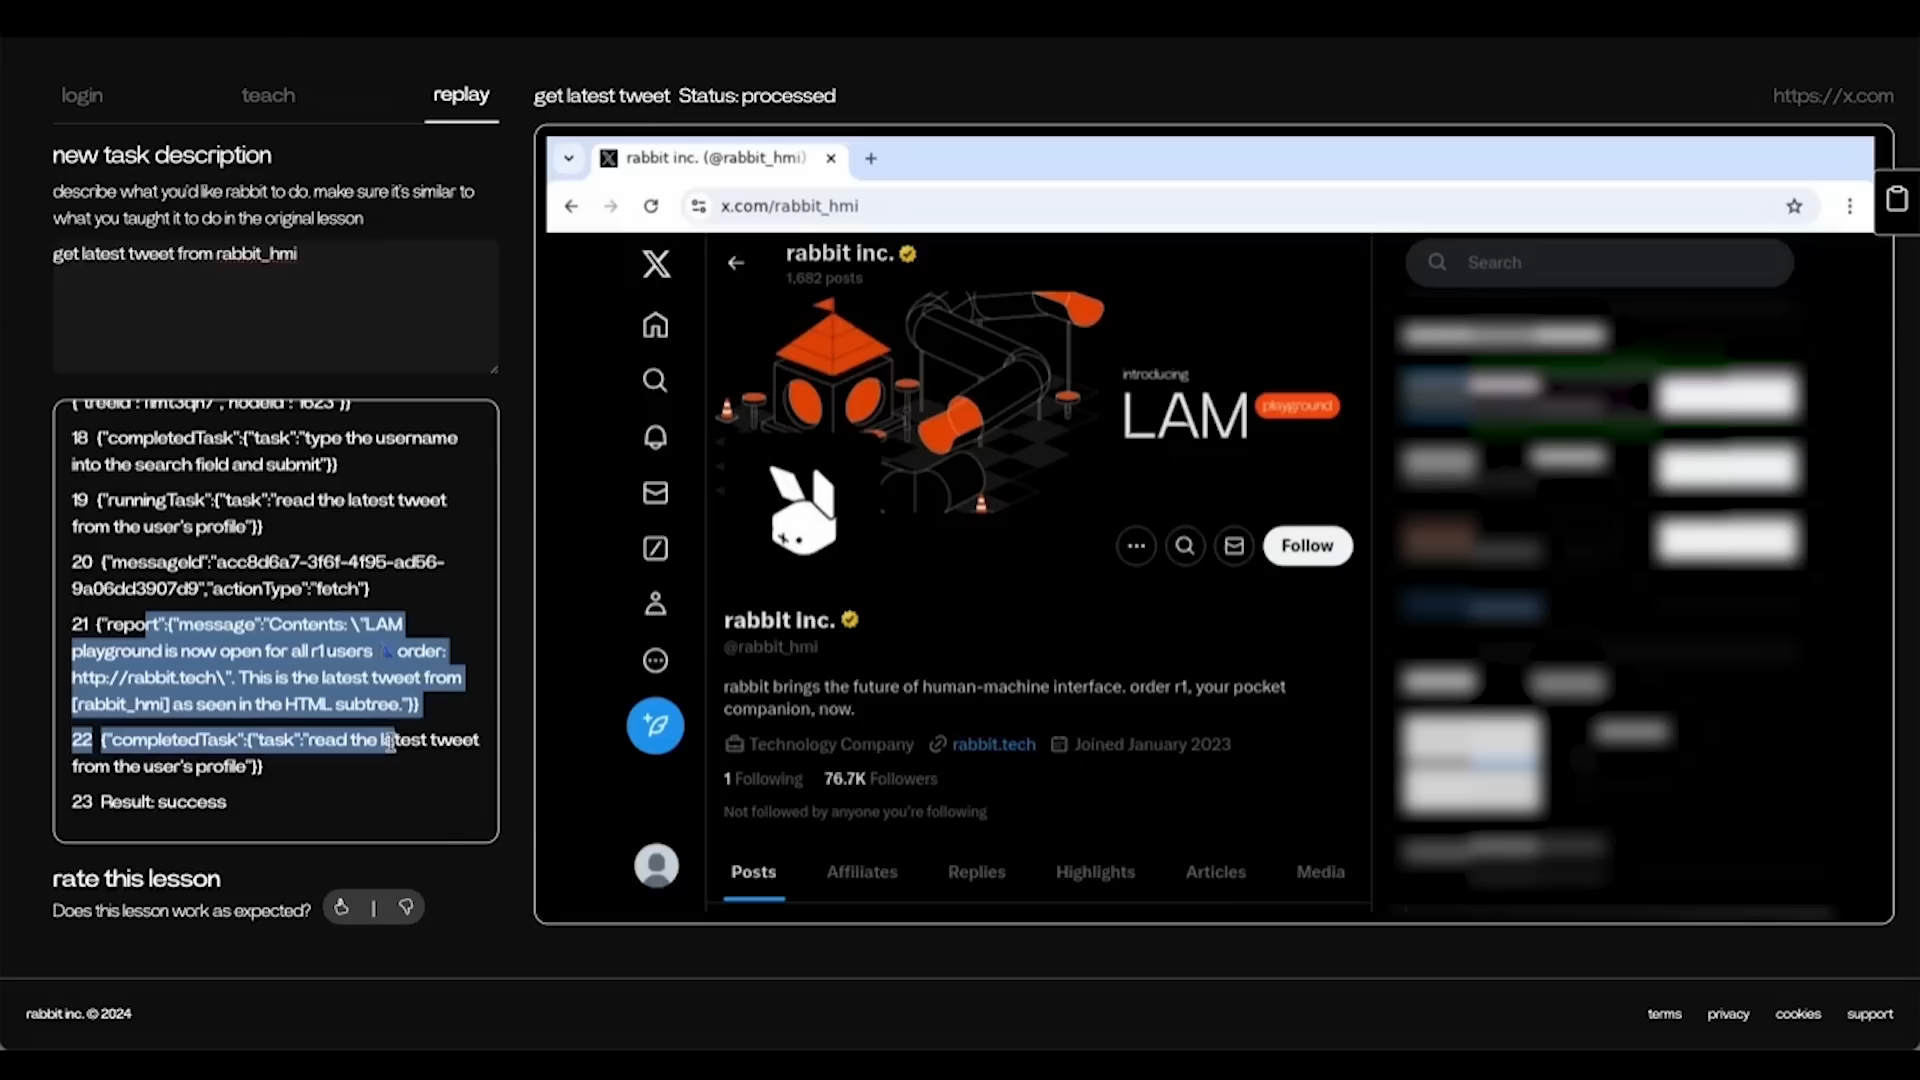 login
teach
replay
new task description
describe what you'd like rabbit to do. make sure it's similar to
what you taught it to do in the original lesson
get latest tweet from rabbit_hmi
18 {"completedTask":{"task":"type the username
into the search field and submit"}}
19 {"runningTask":{"task":"read the latest tweet
from the user's profile"}}
20 {"messageId":"acc8d6a7-3f6f-4f95-ad56-
9a06dd3907d9","actionType":"fetch"}
21 {"report":{"message":"Contents: \"LAM
playground is now open for all r1 users order:
http://rabbit.tech\". This is the latest tweet from
[rabbit_hmi] as seen in the HTML subtree."}}
22 {"completedTask":{"task":"read the latest tweet
from the user's profile"}}
23 Result: success
rate this lesson
Does this lesson work as expected?
get latest tweet Status: processed
https://x.com
rabbit inc. (@rabbit_hmi)
x.com/rabbit_hmi
rabbit inc.
1,682 posts
Search
introducing
LAM playground
Follow
rabbit inc.
@rabbit_hmi
rabbit brings the future of human-machine interface. order r1, your pocket
companion, now.
Technology Company rabbit.tech Joined January 2023
1 Following 76.7K Followers
Not followed by anyone you're following
Posts Affiliates Replies Highlights Articles Media
rabbit inc. © 2024
terms privacy cookies support